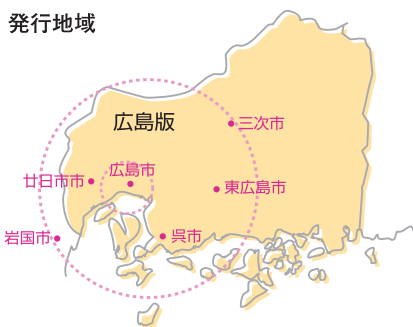 発行地域
広島版
三次市
広島市
廿日市市
東広島市
岩国市
呉市